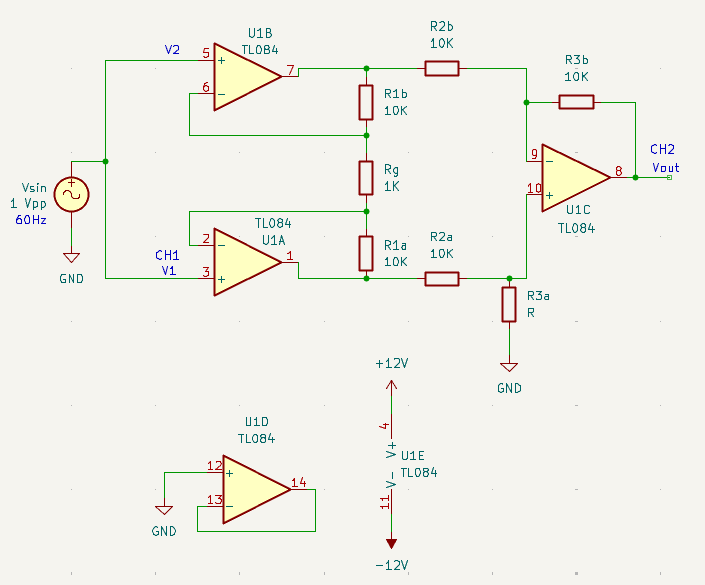 R2b
10K
U1B
TL084
V2
5
+
7
6
−
R3b
10K
R1b
10K
9
−
CH2
Vout
8
10
+
U1C
TL084
Rg
1K
Vsin
1 Vpp
60Hz
+
GND
TL084
U1A
2
−
1
CH1
V1
3
+
R1a
10K
R2a
10K
R3a
R
GND
+12V
4
V+
U1E
TL084
V-
11
-12V
U1D
TL084
12
+
14
13
−
GND